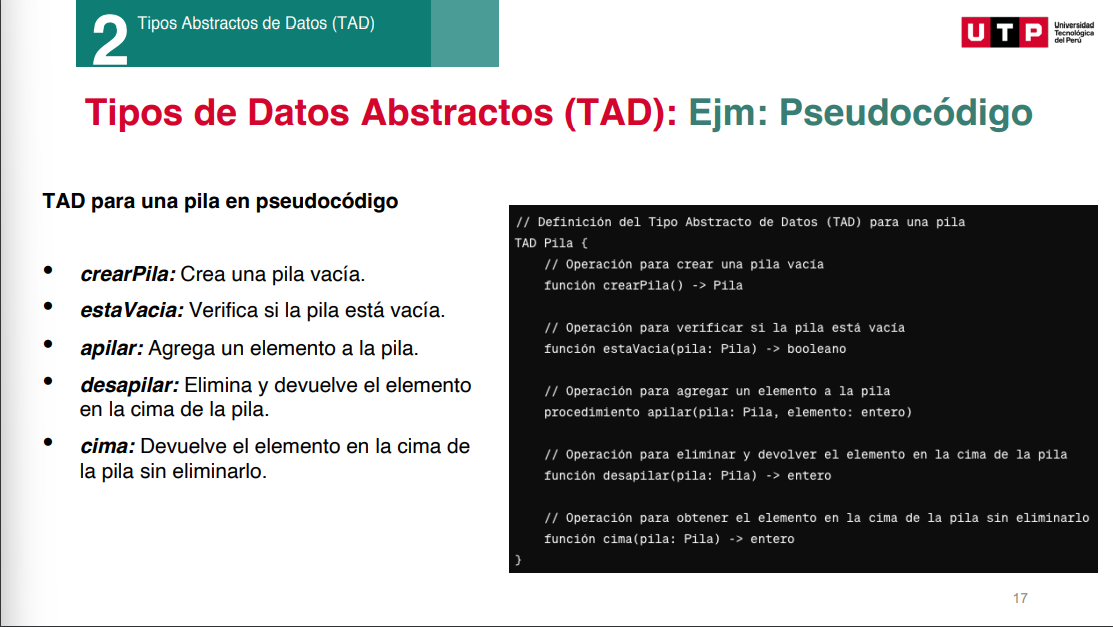 2
Tipos Abstractos de Datos (TAD)
UTP
Universidad
Tecnológica
del Perú
Tipos de Datos Abstractos (TAD): Ejm: Pseudocódigo
TAD para una pila en pseudocódigo
• crearPila: Crea una pila vacía.
• estaVacia: Verifica si la pila está vacía.
• apilar: Agrega un elemento a la pila.
• desapilar: Elimina y devuelve el elemento
en la cima de la pila.
• cima: Devuelve el elemento en la cima de
la pila sin eliminarlo.
// Definición del Tipo Abstracto de Datos (TAD) para una pila
TAD Pila {
    // Operación para crear una pila vacía
    función crearPila() -> Pila
    // Operación para verificar si la pila está vacía
    función estaVacia(pila: Pila) -> booleano
    // Operación para agregar un elemento a la pila
    procedimiento apilar(pila: Pila, elemento: entero)
    // Operación para eliminar y devolver el elemento en la cima de la pila
    función desapilar(pila: Pila) -> entero
    // Operación para obtener el elemento en la cima de la pila sin eliminarlo
    función cima(pila: Pila) -> entero
}
17